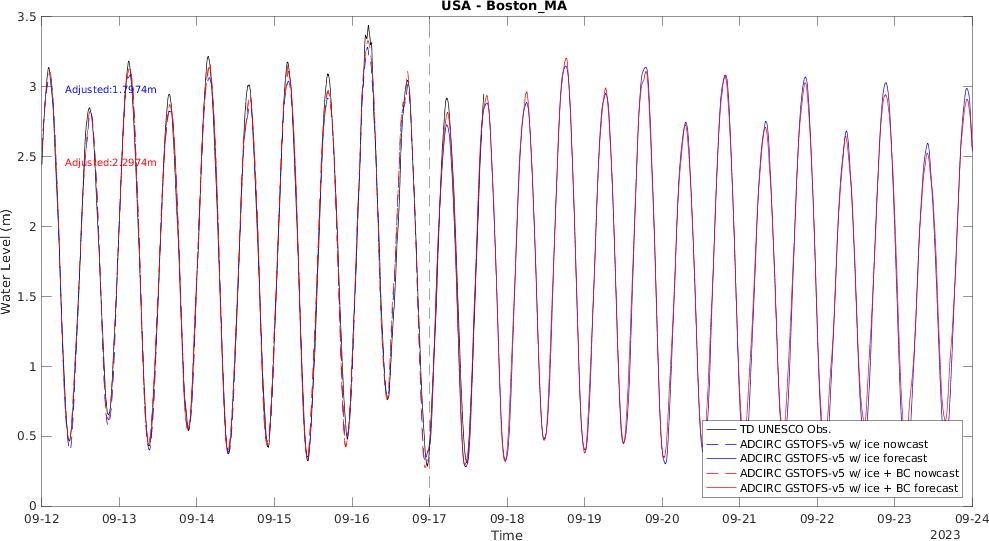 USA - Boston_MA
3.5
3
2.5
2
1.5
1
0.5
0
Water Level (m)
Adjusted:1.7974m
Adjusted:2.2974m
TD UNESCO Obs.
ADCIRC GSTOFS-v5 w/ ice nowcast
ADCIRC GSTOFS-v5 w/ ice forecast
ADCIRC GSTOFS-v5 w/ ice + BC nowcast
ADCIRC GSTOFS-v5 w/ ice + BC forecast
09-12 09-13 09-14 09-15 09-16 09-17 09-18 09-19 09-20 09-21 09-22 09-23 09-24
Time
2023